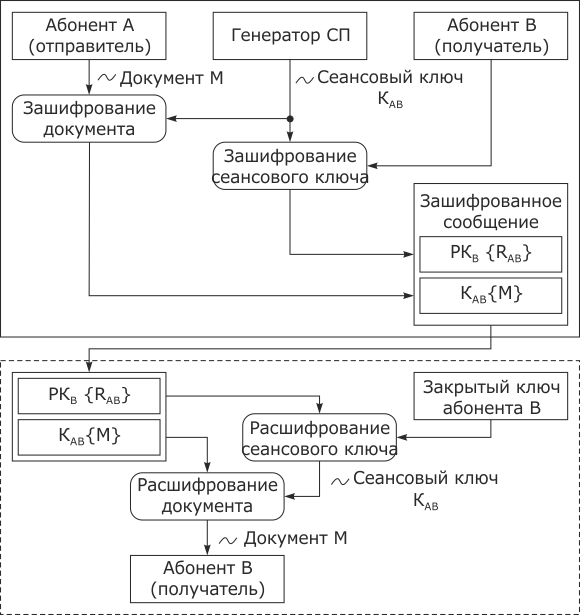 Абонент А
(отправитель)
Генератор СП
Абонент В
(получатель)
Документ М
Сеансовый ключ
K_AB
Зашифрование
документа
Зашифрование
сеансового ключа
Зашифрованное
сообщение
PK_B {R_AB}
K_AB{M}
PK_B {R_AB}
K_AB{M}
Закрытый ключ
абонента В
Расшифрование
сеансового ключа
Сеансовый ключ
K_AB
Расшифрование
документа
Документ М
Абонент В
(получатель)